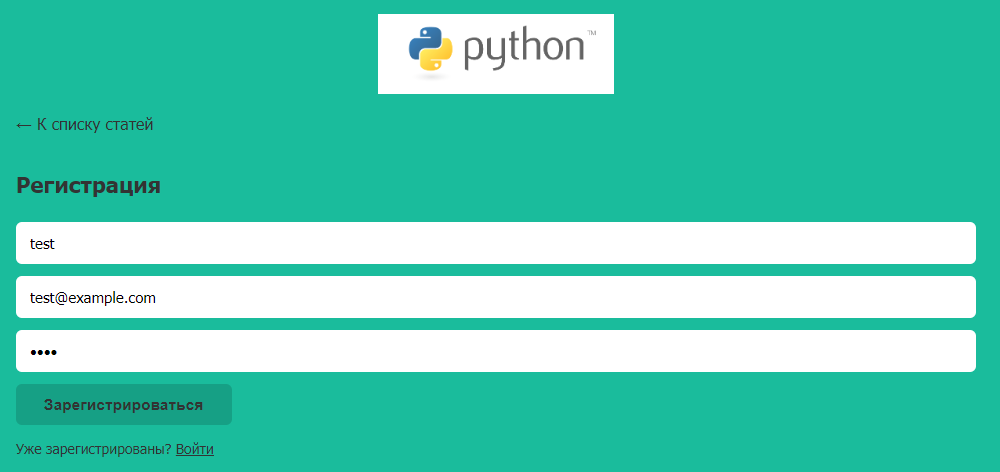 python™
← К списку статей
Регистрация
test
test@example.com
••••
Зарегистрироваться
Уже зарегистрированы? Войти